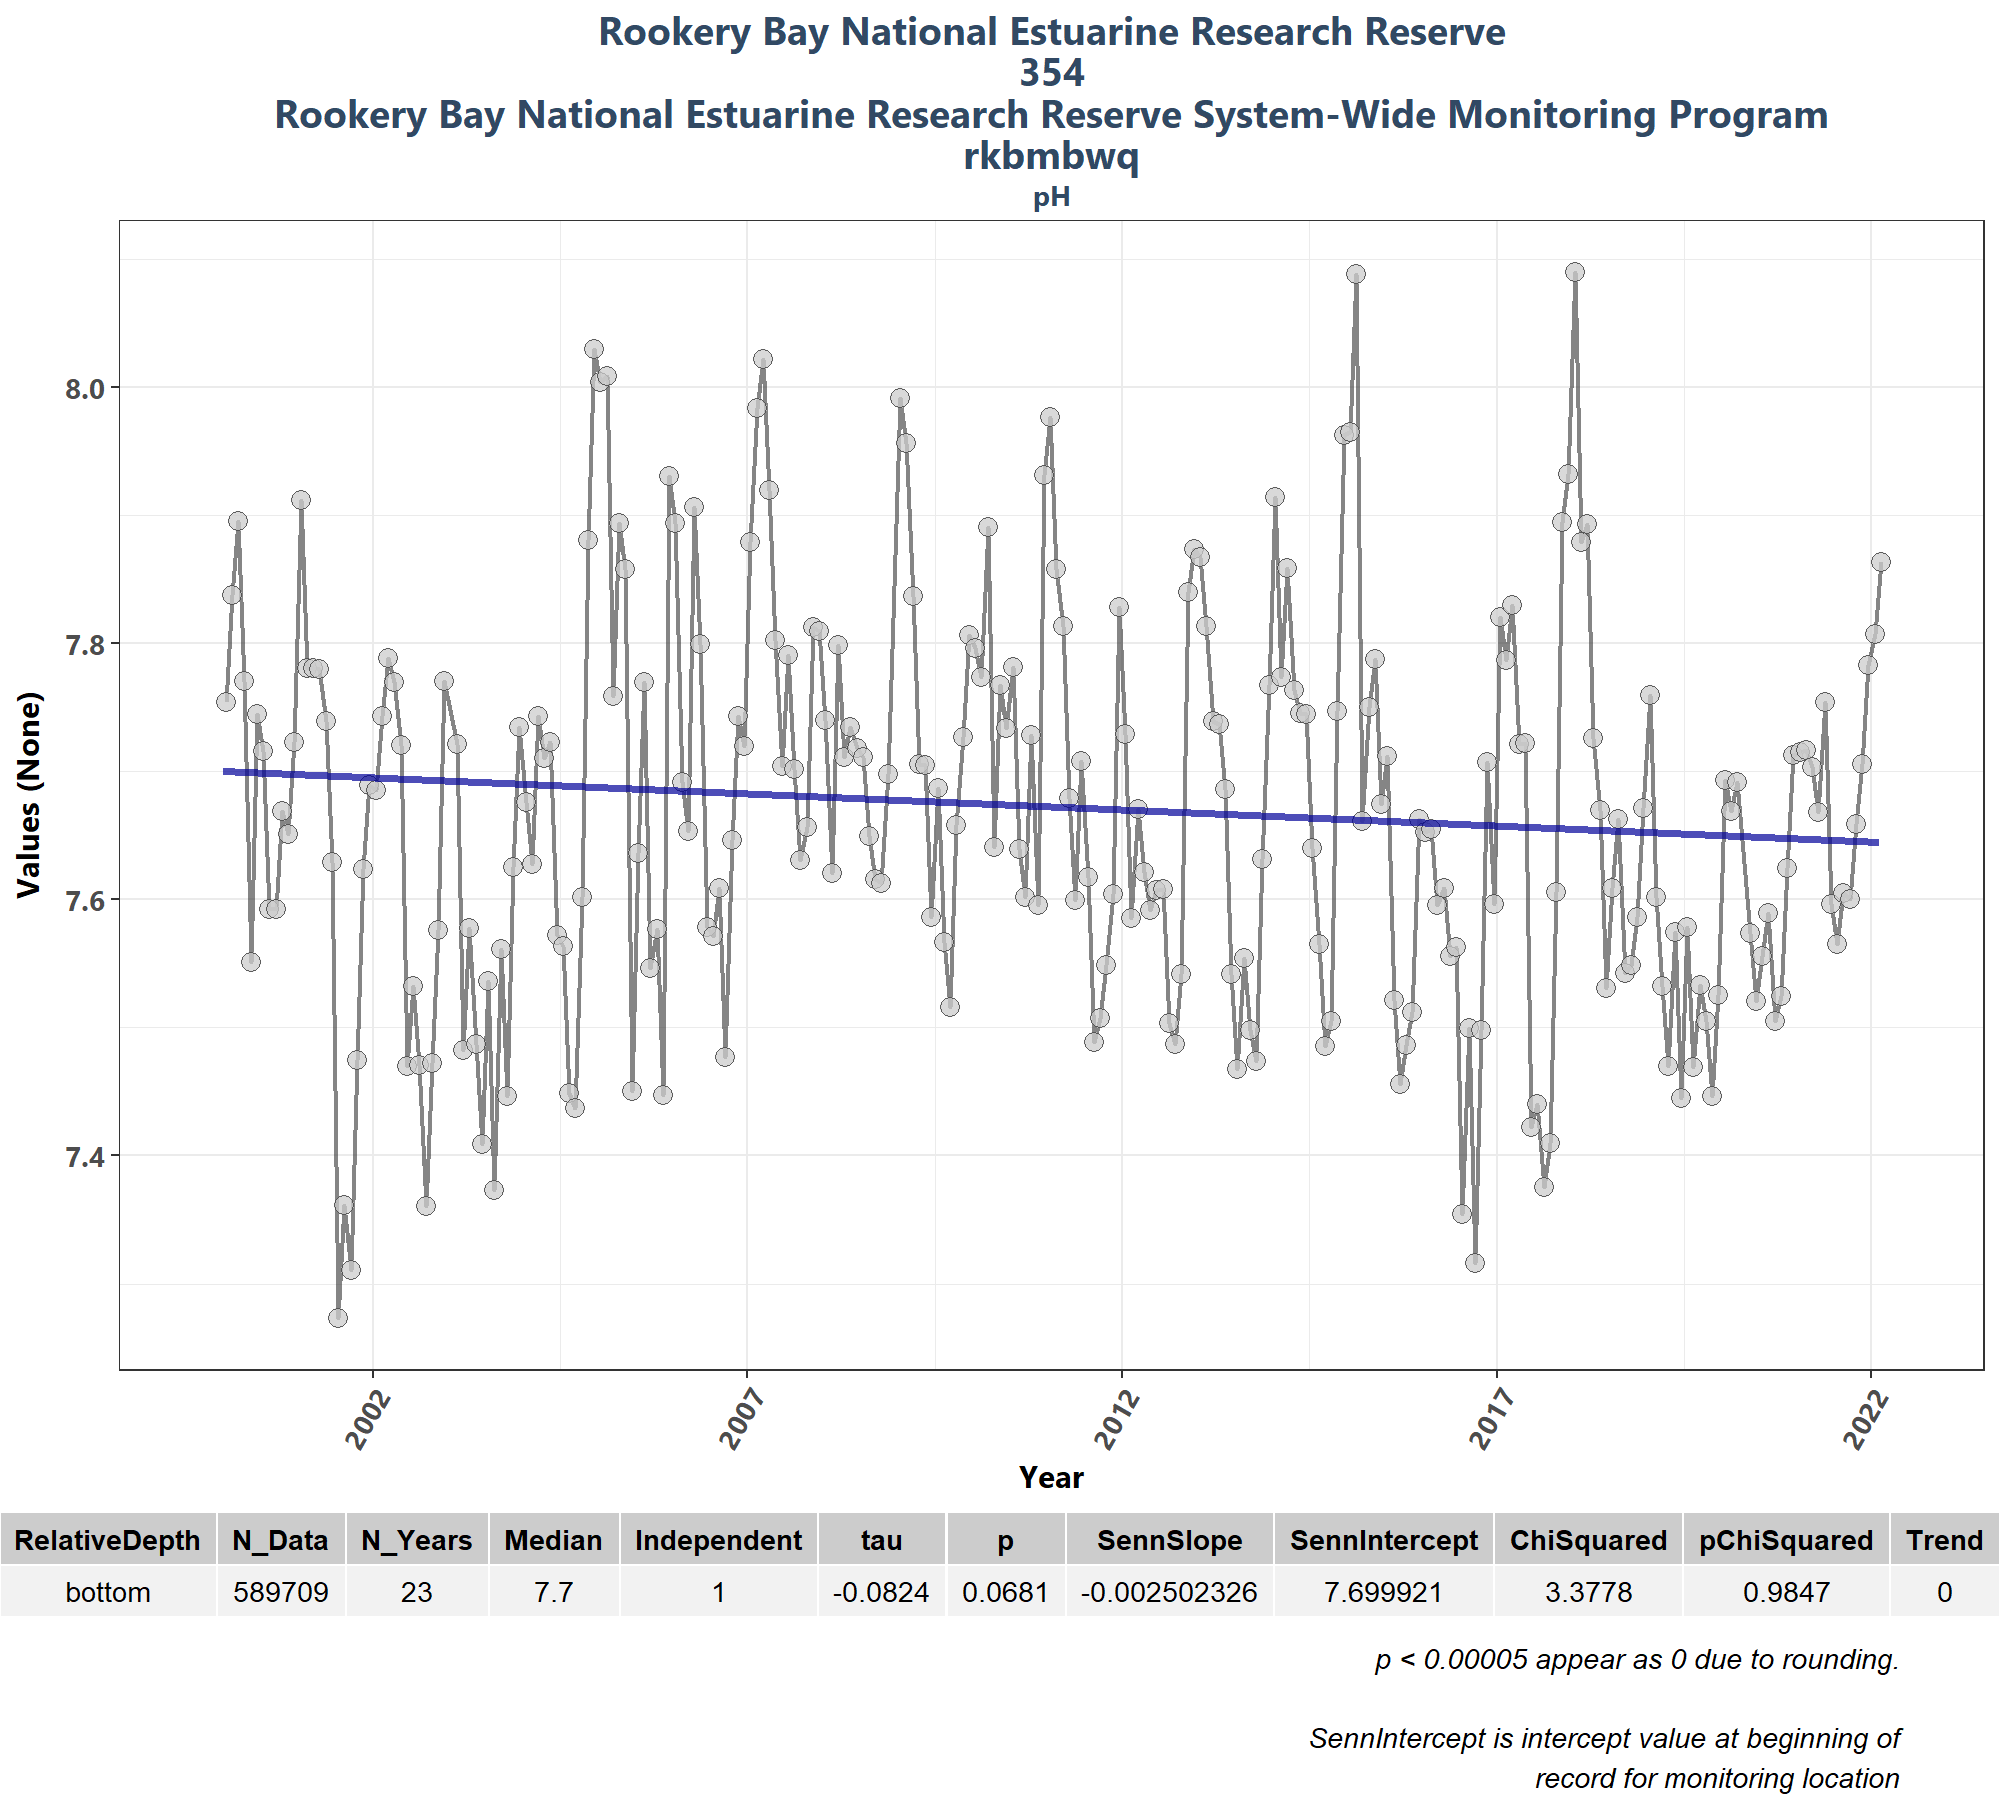 Rookery Bay National Estuarine Research Reserve
354
Rookery Bay National Estuarine Research Reserve System-Wide Monitoring Program
rkbmbwq
pH
Values (None)
8.0
7.8
7.6
7.4
2002 2007 2012 2017 2022
Year
RelativeDepth N_Data N_Years Median Independent tau p SennSlope SennIntercept ChiSquared pChiSquared Trend
bottom 589709 23 7.7 1 -0.0824 0.0681 -0.002502326 7.699921 3.3778 0.9847 0
p < 0.00005 appear as 0 due to rounding.
SennIntercept is intercept value at beginning of
record for monitoring location